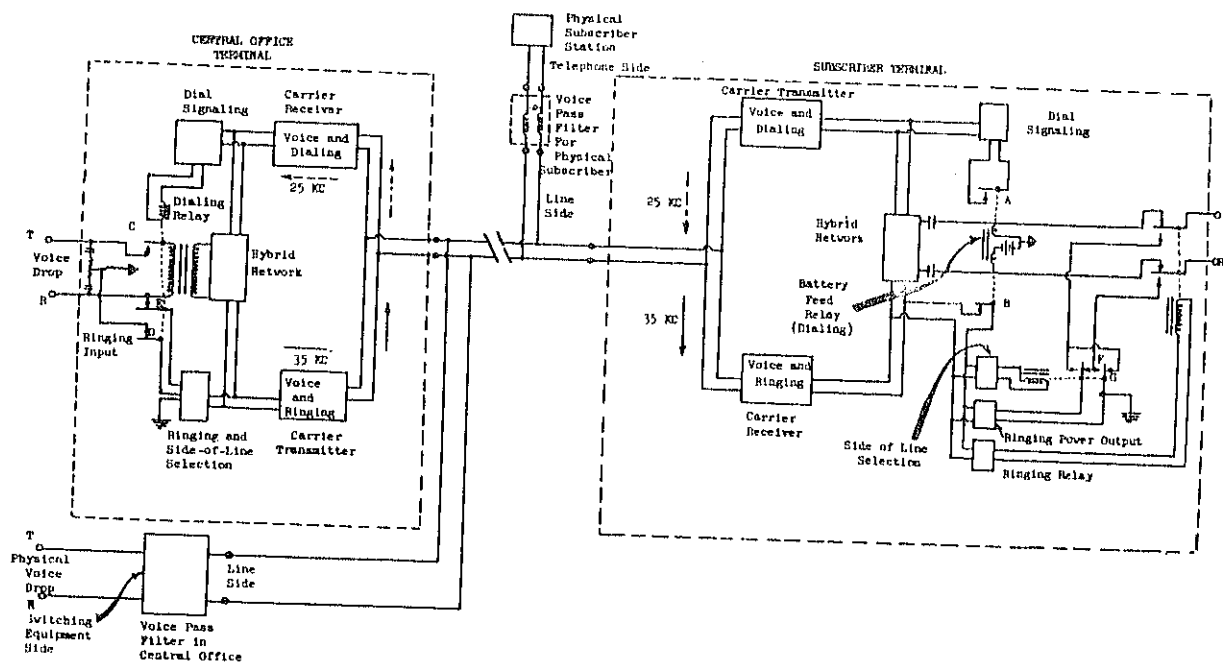 CENTRAL OFFICE
TERMINAL
Dial
Signaling
Carrier
Receiver
Voice and
Dialing
25 KC
Dialing
Relay
C
T
Voice Drop
R
Hybrid
Network
Ringing
Input
D
35 KC
Voice
and
Ringing
Ringing and
Side-of-Line
Selection
Carrier
Transmitter
T
Physical
Voice
Drop
Switching
Equipment
Side
Line
Side
Voice Pass
Filter in
Central Office
Physical
Subscriber
Station
Telephone Side
Voice
Pass
Filter
For
Physical
Subscriber
Line
Side
SUBSCRIBER TERMINAL
Carrier Transmitter
Voice and
Dialing
Dial
Signaling
A
25 KC
Hybrid
Network
Battery
Feed
Relay
(Dialing)
B
35 KC
Voice and
Ringing
Carrier
Receiver
Side of Line
Selection
F
G
Ringing Power Output
Ringing Relay
R